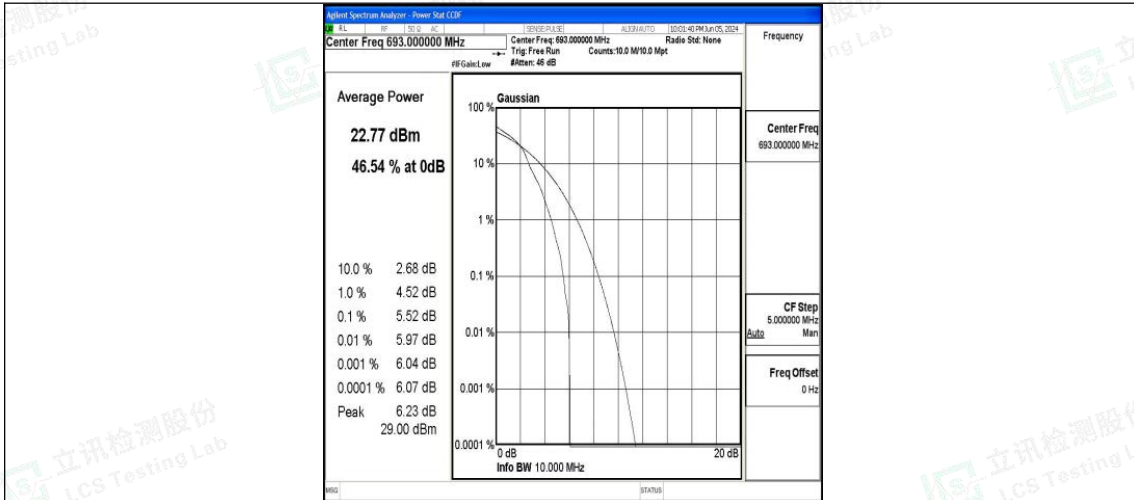 Agilent Spectrum Analyzer - Power Stat CCDF
RL RF 50 Ω AC SENSE:PULSE ALIGN AUTO 10:01:40 PM Jun 05, 2024
Center Freq 693.000000 MHz
Center Freq: 693.000000 MHz Radio Std: None
Trig: Free Run Counts:10.0 M/10.0 Mpt
#IFGain:Low #Atten: 46 dB
Frequency
Average Power
22.77 dBm
46.54 % at 0dB
10.0 % 2.68 dB
1.0 % 4.52 dB
0.1 % 5.52 dB
0.01 % 5.97 dB
0.001 % 6.04 dB
0.0001 % 6.07 dB
Peak 6.23 dB
29.00 dBm
Gaussian
100 %
10 %
1 %
0.1 %
0.01 %
0.001 %
0.0001 %
0 dB 20 dB
Info BW 10.000 MHz
Center Freq
693.000000 MHz
CF Step
5.000000 MHz
Auto Man
Freq Offset
0 Hz
MSG STATUS
立讯检测股份
LCS Testing Lab
立讯检测股份
LCS Testing L